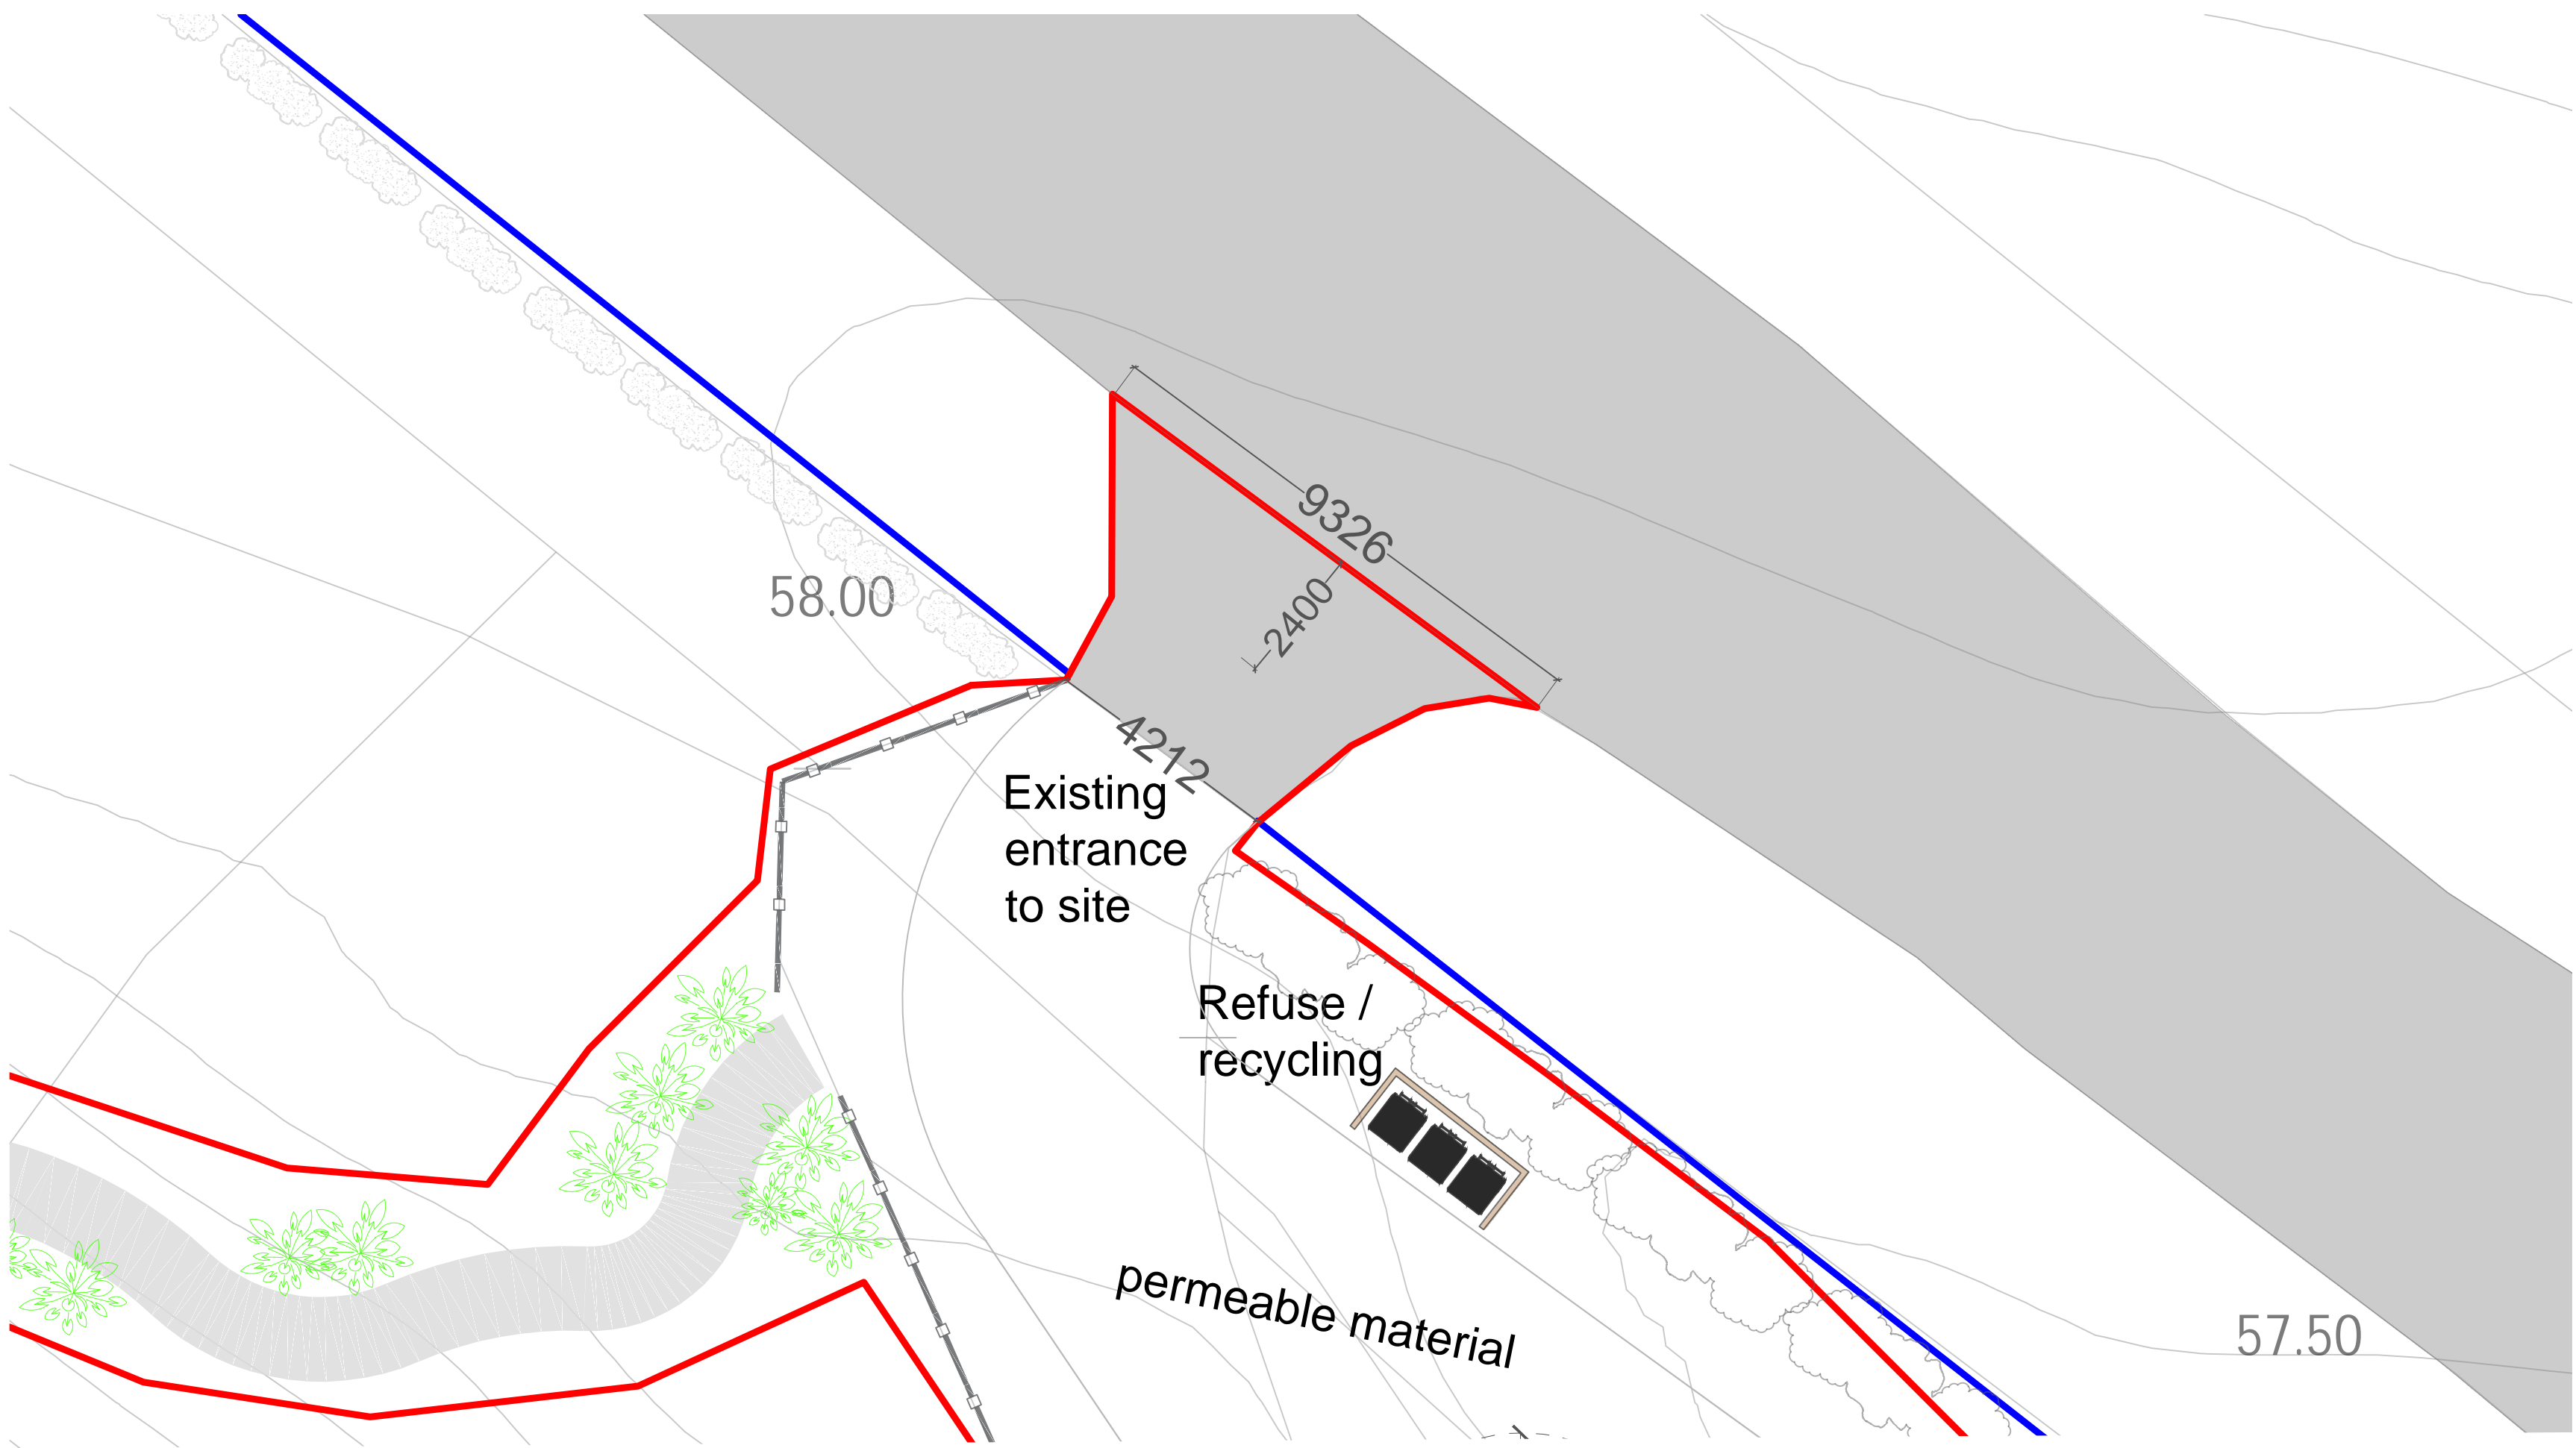 9326
2400
58.00
4212
Existing
entrance
to site
Refuse /
recycling
permeable material
57.50